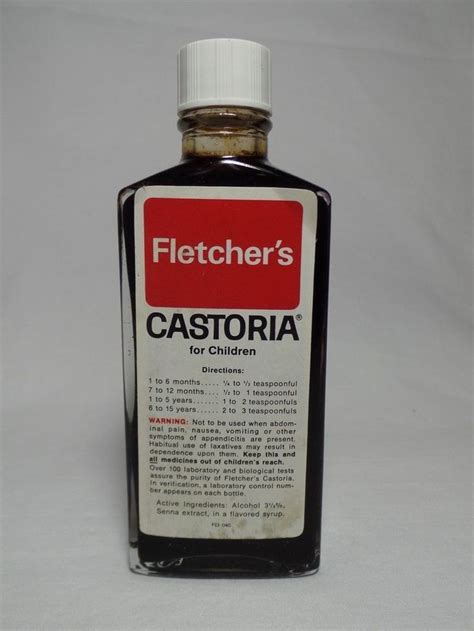 Fletcher's
CASTORIA®
for Children
Directions:
1 to 6 months..... ¼ to ½ teaspoonful
7 to 12 months.... ½ to 1 teaspoonful
1 to 5 years...... 1 to 2 teaspoonfuls
6 to 15 years..... 2 to 3 teaspoonfuls
WARNING: Not to be used when abdom-
inal pain, nausea, vomiting or other
symptoms of appendicitis are present.
Habitual use of laxatives may result in
dependence upon them. Keep this and
all medicines out of children's reach.
Over 100 laboratory and biological tests
assure the purity of Fletcher's Castoria.
In verification, a laboratory control num-
ber appears on each bottle.
Active Ingredients: Alcohol 3½%,
Senna extract, in a flavored syrup.